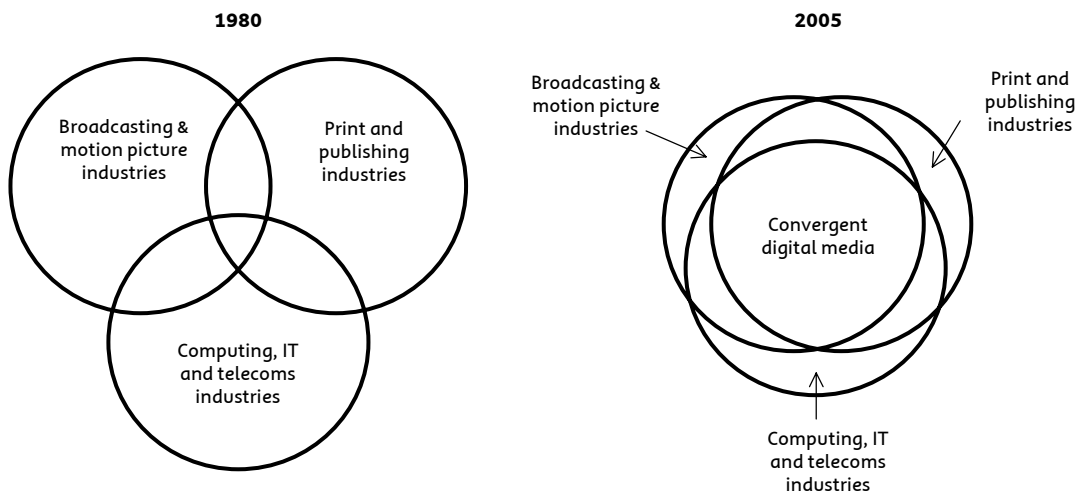 1980
Broadcasting &
motion picture
industries
Print and
publishing
industries
Computing, IT
and telecoms
industries
2005
Broadcasting &
motion picture
industries
Print and
publishing
industries
Convergent
digital media
Computing, IT
and telecoms
industries